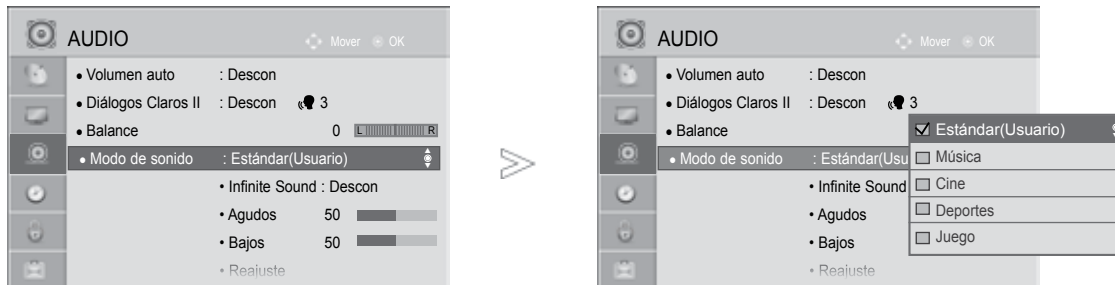 AUDIO
Mover OK
• Volumen auto : Descon
• Diálogos Claros II : Descon 3
• Balance 0 L R
• Modo de sonido : Estándar(Usuario)
• Infinite Sound : Descon
• Agudos 50
• Bajos 50
• Reajuste
AUDIO
Mover OK
• Volumen auto : Descon
• Diálogos Claros II : Descon 3
• Balance
• Modo de sonido : Estándar(Usu
• Infinite Sound
• Agudos
• Bajos
• Reajuste
Estándar(Usuario)
Música
Cine
Deportes
Juego